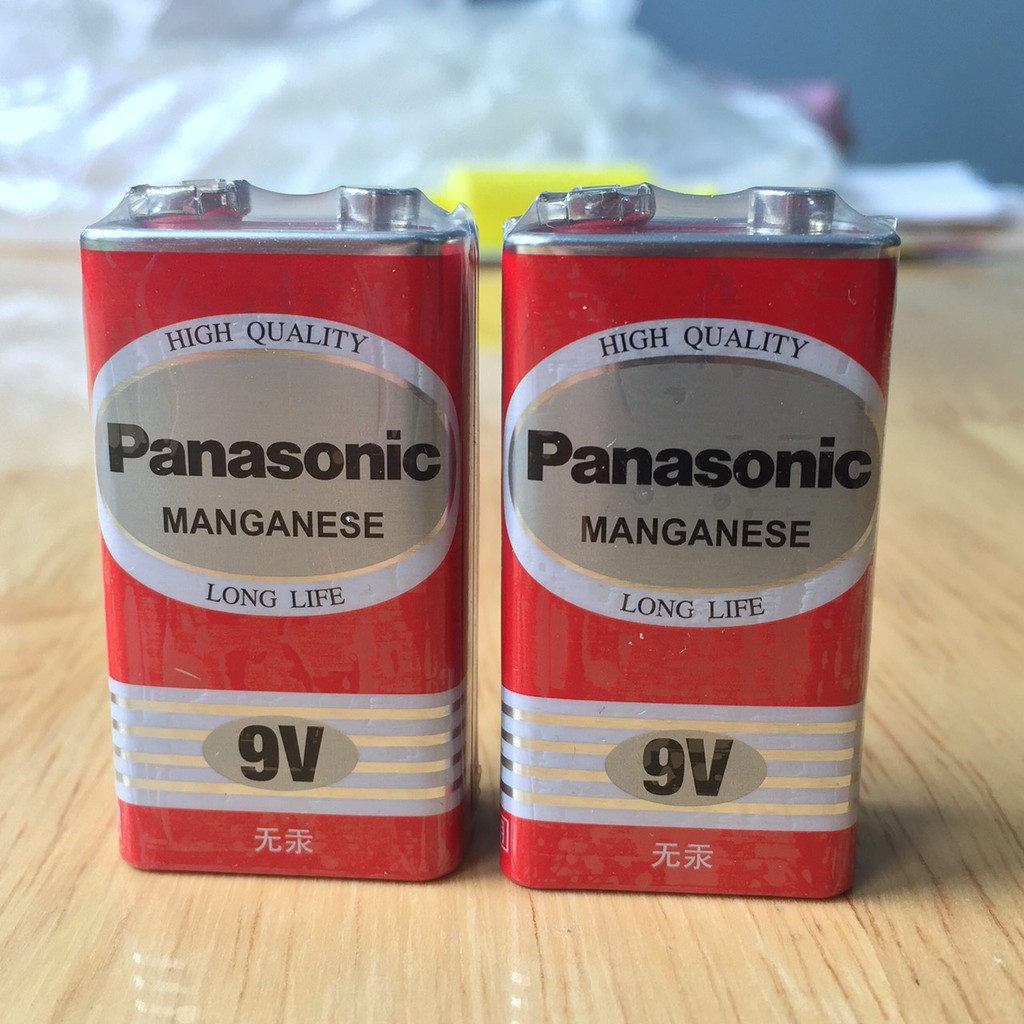 HIGH QUALITY
Panasonic
MANGANESE
LONG LIFE
9V
无汞
HIGH QUALITY
Panasonic
MANGANESE
LONG LIFE
9V
无汞